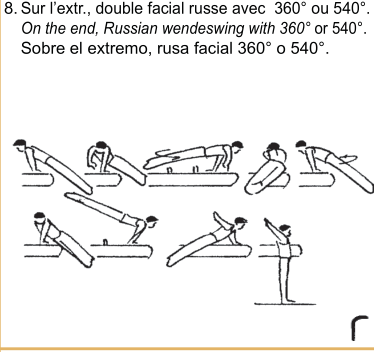 8. Sur l'extr., double facial russe avec 360° ou 540°.
On the end, Russian wendeswing with 360° or 540°.
Sobre el extremo, rusa facial 360° o 540°.